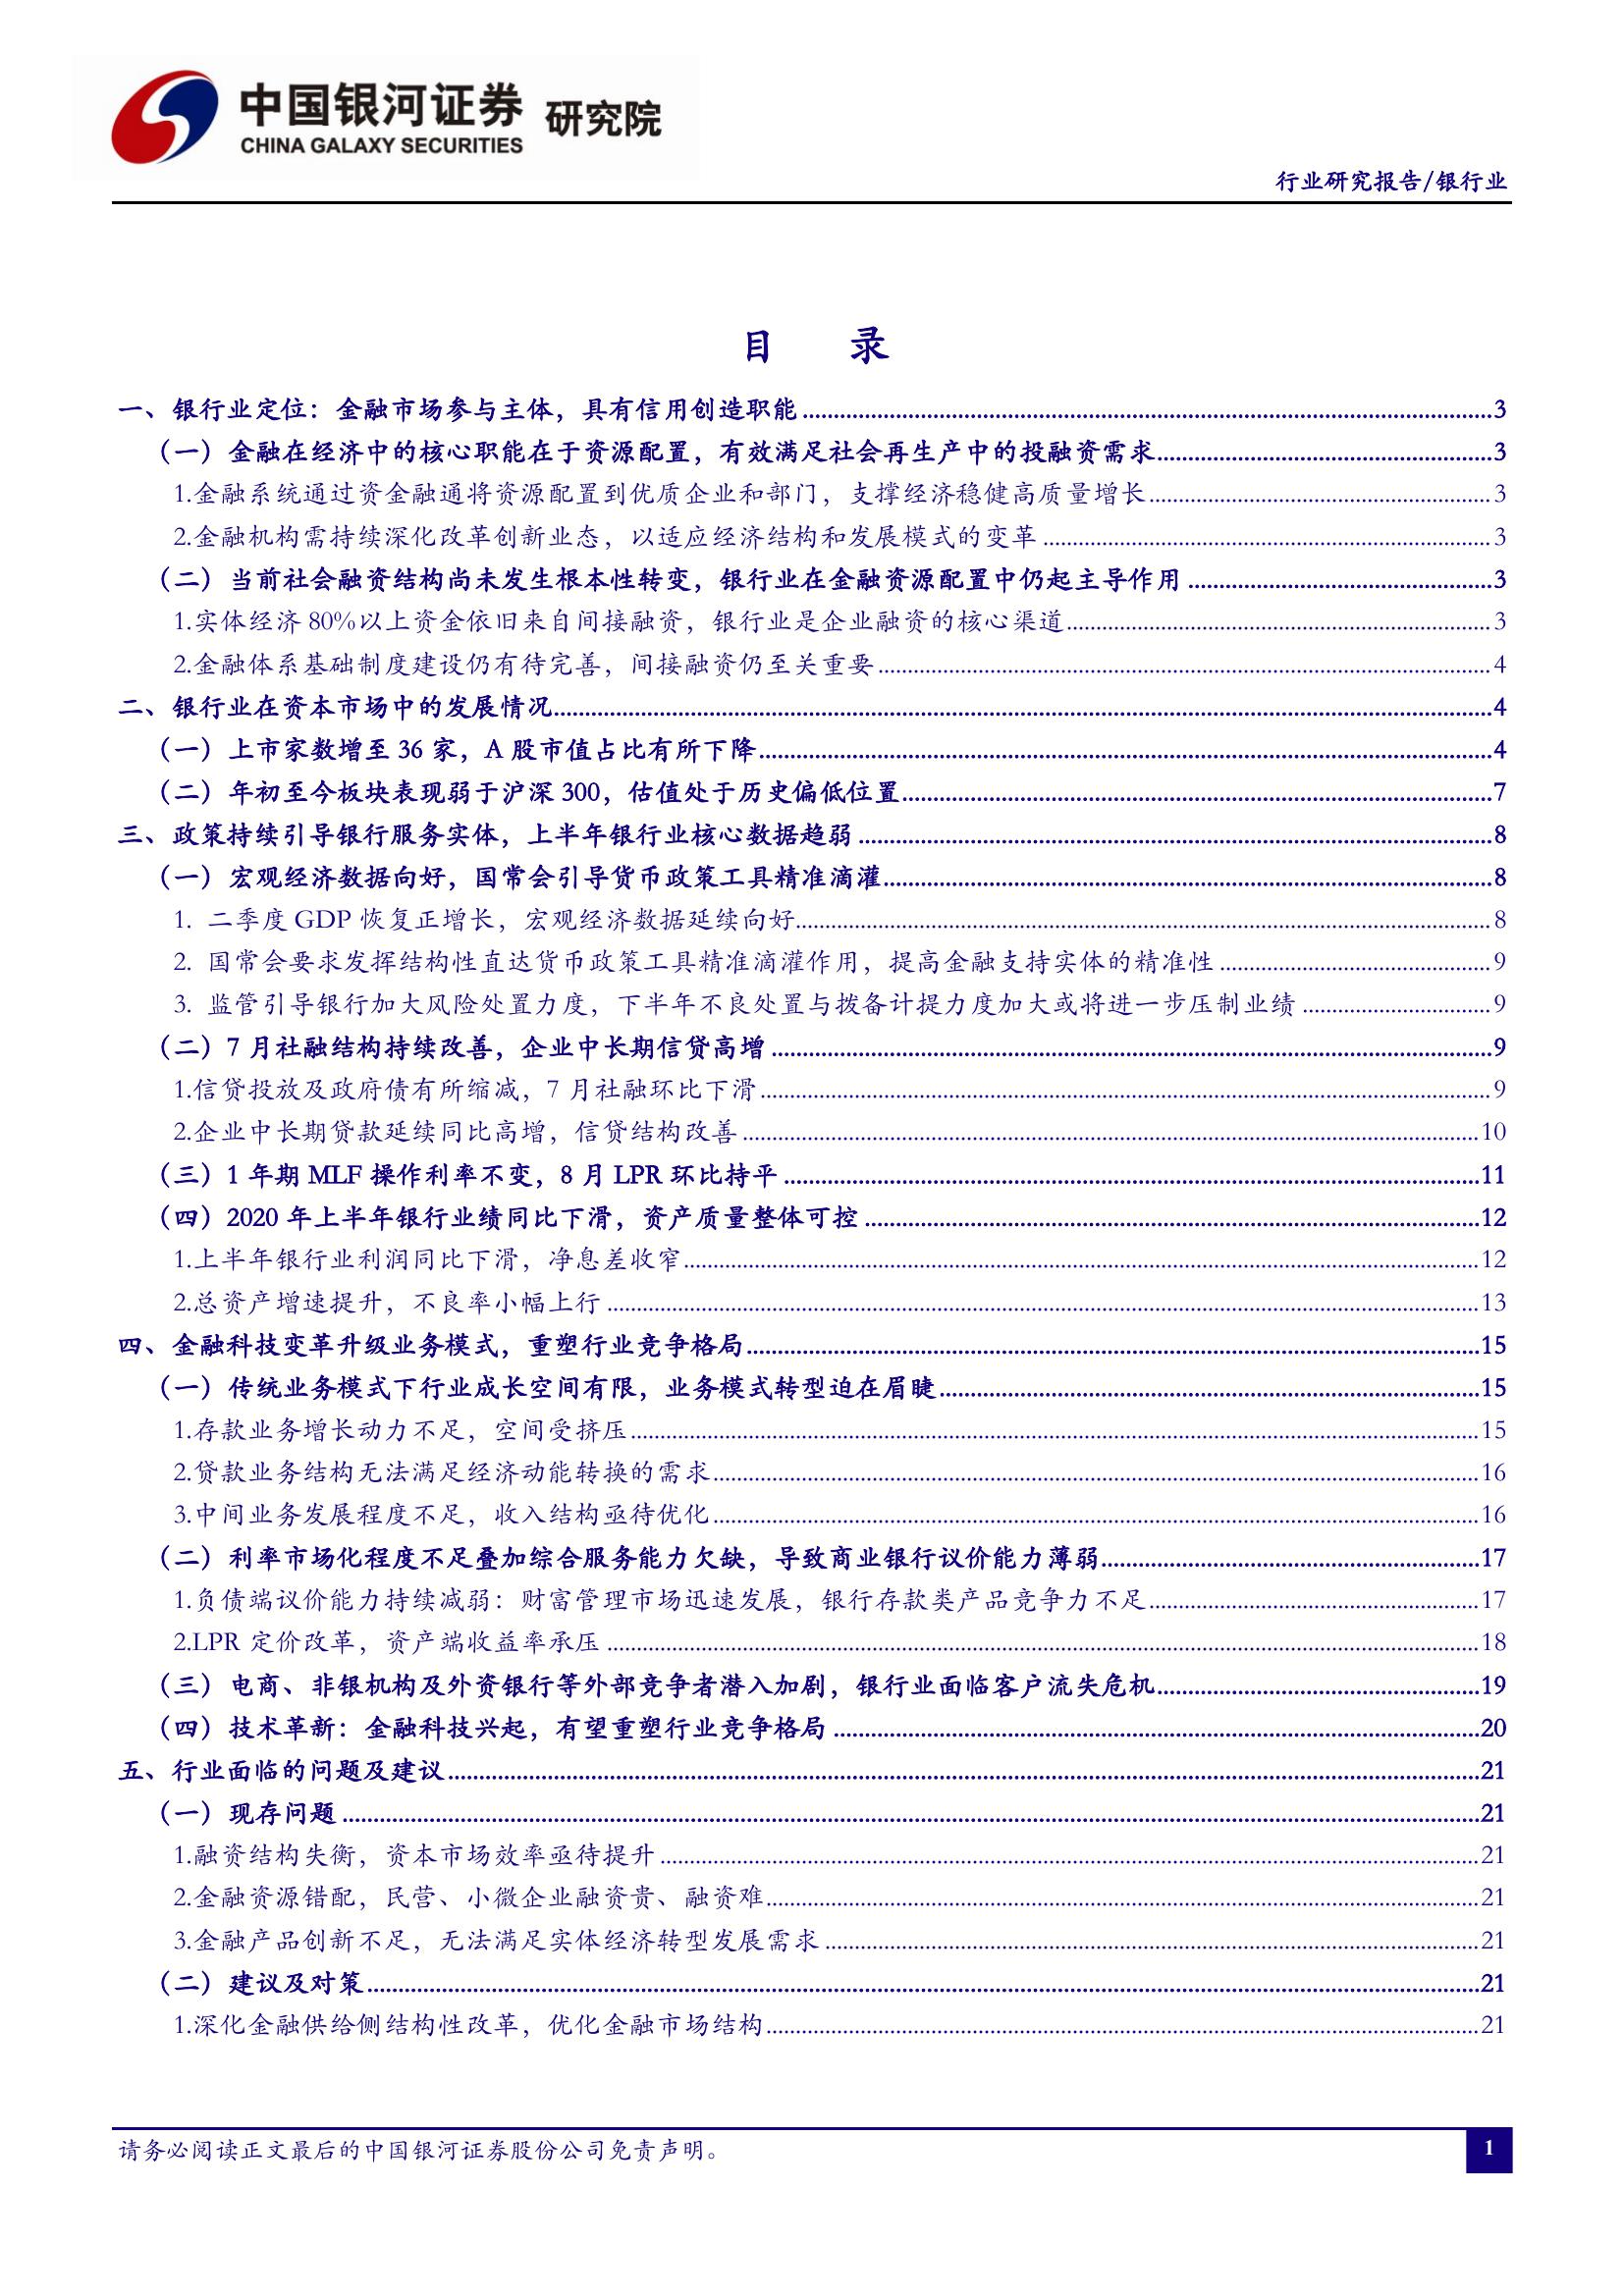 中国银河证券 研究院
CHINA GALAXY SECURITIES
行业研究报告/银行业
目 录
一、银行业定位：金融市场参与主体，具有信用创造职能 3
（一）金融在经济中的核心职能在于资源配置，有效满足社会再生产中的投融资需求 3
1.金融系统通过资金融通将资源配置到优质企业和部门，支撑经济稳健高质量增长 3
2.金融机构需持续深化改革创新业态，以适应经济结构和发展模式的变革 3
（二）当前社会融资结构尚未发生根本性转变，银行业在金融资源配置中仍起主导作用 3
1.实体经济 80%以上资金依旧来自间接融资，银行业是企业融资的核心渠道 3
2.金融体系基础制度建设仍有待完善，间接融资仍至关重要 4
二、银行业在资本市场中的发展情况 4
（一）上市家数增至 36 家，A 股市值占比有所下降 4
（二）年初至今板块表现弱于沪深 300，估值处于历史偏低位置 7
三、政策持续引导银行服务实体，上半年银行业核心数据趋弱 8
（一）宏观经济数据向好，国常会引导货币政策工具精准滴灌 8
1. 二季度 GDP 恢复正增长，宏观经济数据延续向好 8
2. 国常会要求发挥结构性直达货币政策工具精准滴灌作用，提高金融支持实体的精准性 9
3. 监管引导银行加大风险处置力度，下半年不良处置与拨备计提力度加大或将进一步压制业绩 9
（二）7 月社融结构持续改善，企业中长期信贷高增 9
1.信贷投放及政府债有所缩减，7 月社融环比下滑 9
2.企业中长期贷款延续同比高增，信贷结构改善 10
（三）1 年期 MLF 操作利率不变，8 月 LPR 环比持平 11
（四）2020 年上半年银行业绩同比下滑，资产质量整体可控 12
1.上半年银行业利润同比下滑，净息差收窄 12
2.总资产增速提升，不良率小幅上行 13
四、金融科技变革升级业务模式，重塑行业竞争格局 15
（一）传统业务模式下行业成长空间有限，业务模式转型迫在眉睫 15
1.存款业务增长动力不足，空间受挤压 15
2.贷款业务结构无法满足经济动能转换的需求 16
3.中间业务发展程度不足，收入结构亟待优化 16
（二）利率市场化程度不足叠加综合服务能力欠缺，导致商业银行议价能力薄弱 17
1.负债端议价能力持续减弱：财富管理市场迅速发展，银行存款类产品竞争力不足 17
2.LPR 定价改革，资产端收益率承压 18
（三）电商、非银机构及外资银行等外部竞争者潜入加剧，银行业面临客户流失危机 19
（四）技术革新：金融科技兴起，有望重塑行业竞争格局 20
五、行业面临的问题及建议 21
（一）现存问题 21
1.融资结构失衡，资本市场效率亟待提升 21
2.金融资源错配，民营、小微企业融资贵、融资难 21
3.金融产品创新不足，无法满足实体经济转型发展需求 21
（二）建议及对策 21
1.深化金融供给侧结构性改革，优化金融市场结构 21
请务必阅读正文最后的中国银河证券股份公司免责声明。
1